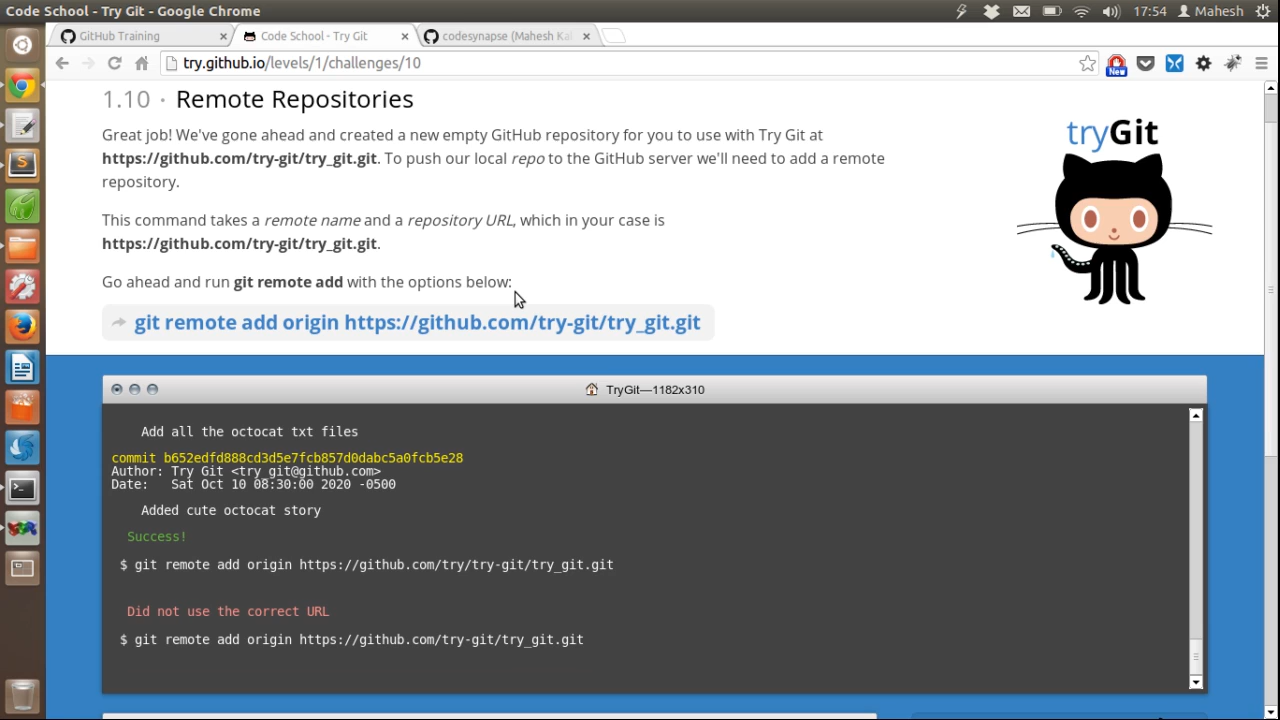 Code School - Try Git - Google Chrome
17:54 Mahesh
GitHub Training × Code School - Try Git × codesynapse (Mahesh Ka ×
try.github.io/levels/1/challenges/10
New
1.10 · Remote Repositories
Great job! We've gone ahead and created a new empty GitHub repository for you to use with Try Git at
https://github.com/try-git/try_git.git. To push our local repo to the GitHub server we'll need to add a remote
repository.
This command takes a remote name and a repository URL, which in your case is
https://github.com/try-git/try_git.git.
Go ahead and run git remote add with the options below:
git remote add origin https://github.com/try-git/try_git.git
tryGit
TryGit—1182x310
Add all the octocat txt files
commit b652edfd888cd3d5e7fcb857d0dabc5a0fcb5e28
Author: Try Git <try_git@github.com>
Date: Sat Oct 10 08:30:00 2020 -0500
Added cute octocat story
Success!
$ git remote add origin https://github.com/try/try-git/try_git.git
Did not use the correct URL
$ git remote add origin https://github.com/try-git/try_git.git